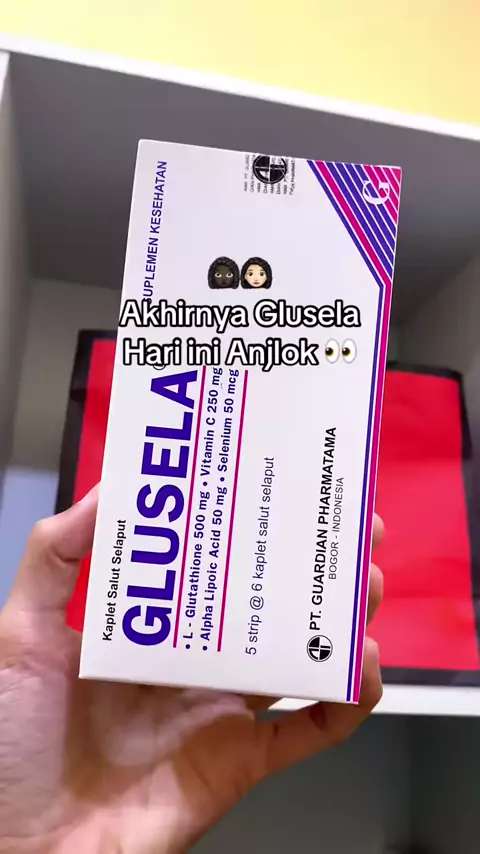 SUPLEMEN KESEHATAN
G
Akhirnya Glusela
Hari ini Anjlok 👀
Kaplet Salut Selaput
GLUSELA
• L - Glutathione 500 mg • Vitamin C 250 mg
• Alpha Lipoic Acid 50 mg • Selenium 50 mcg
5 strip @ 6 kaplet salut selaput
PT. GUARDIAN PHARMATAMA
BOGOR - INDONESIA